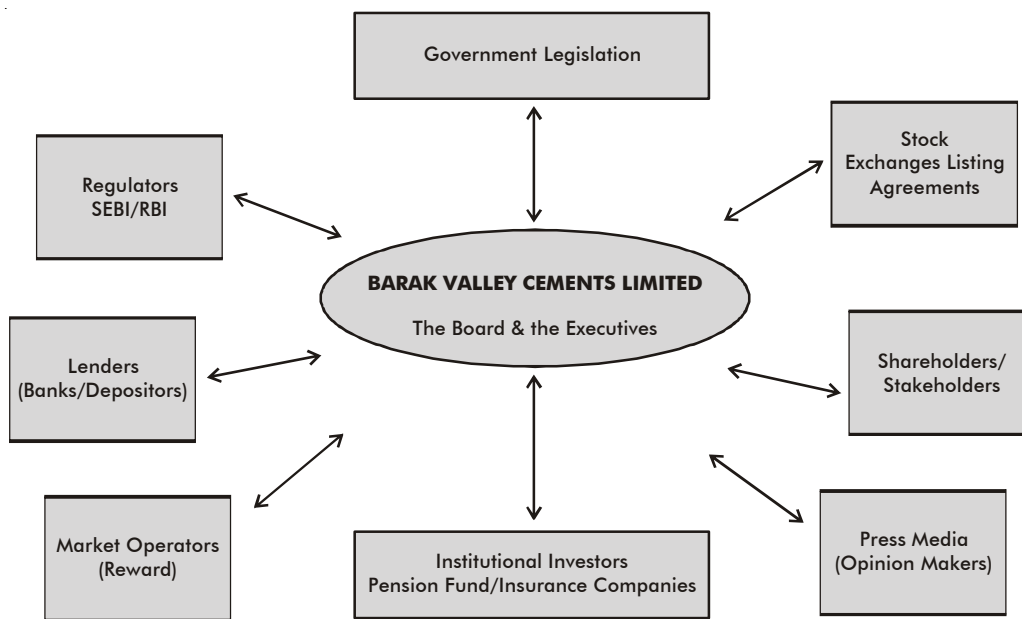 Government Legislation
Stock
Exchanges Listing
Agreements
Regulators
SEBI/RBI
BARAK VALLEY CEMENTS LIMITED
The Board & the Executives
Lenders
(Banks/Depositors)
Shareholders/
Stakeholders
Market Operators
(Reward)
Institutional Investors
Pension Fund/Insurance Companies
Press Media
(Opinion Makers)